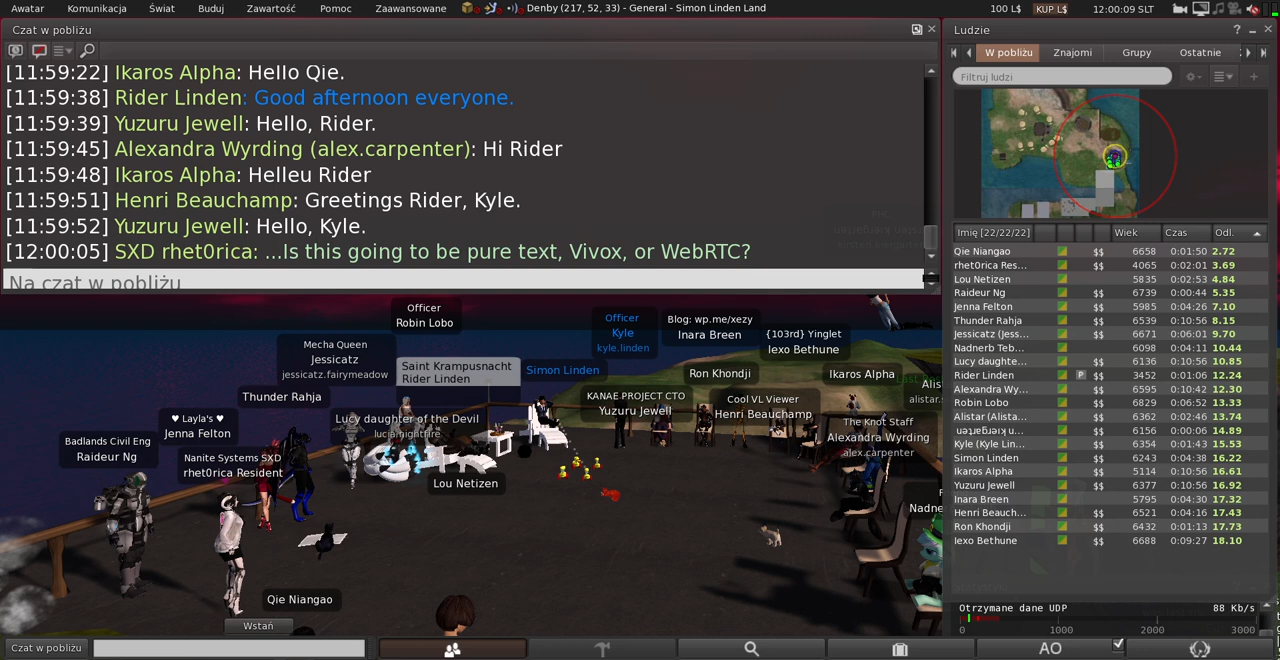 Awatar Komunikacja Świat Buduj Zawartość Pomoc Zaawansowane Denby (217, 52, 33) - General - Simon Linden Land 100 L$ KUP L$ 12:00:09 SLT
Czat w pobliżu
[11:59:22] Ikaros Alpha: Hello Qie.
[11:59:38] Rider Linden: Good afternoon everyone.
[11:59:39] Yuzuru Jewell: Hello, Rider.
[11:59:45] Alexandra Wyrding (alex.carpenter): Hi Rider
[11:59:48] Ikaros Alpha: Helleu Rider
[11:59:51] Henri Beauchamp: Greetings Rider, Kyle.
[11:59:52] Yuzuru Jewell: Hello, Kyle.
[12:00:05] SXD rhet0rica: ...Is this going to be pure text, Vivox, or WebRTC?
Na czat w pobliżu
Officer
Robin Lobo
Officer
Kyle
kyle.linden
Blog: wp.me/xezy
Inara Breen
{103rd} Yinglet
Iexo Bethune
Mecha Queen
Jessicatz
jessicatz.fairymeadow
Saint Krampusnacht
Rider Linden
Simon Linden
Ron Khondji
Ikaros Alpha
Thunder Rahja
KANAE PROJECT CTO
Yuzuru Jewell
Cool VL Viewer
Henri Beauchamp
♥ Layla's ♥
Jenna Felton
Lucy daughter of the Devil
lucia.nightfire
The Knot Staff
Alexandra Wyrding
alex.carpenter
Badlands Civil Eng
Raideur Ng
Nanite Systems SXD
rhet0rica Resident
Lou Netizen
Qie Niangao
Wstań
Czat w pobliżu
AO
Ludzie
W pobliżu Znajomi Grupy Ostatnie
Filtruj ludzi
Imię [22/22/22] Wiek Czas Odl.
Qie Niangao $$ 6658 0:01:50 2.72
rhet0rica Res... $$ 4065 0:02:01 3.69
Lou Netizen 5835 0:02:53 4.84
Raideur Ng $$ 6739 0:00:44 5.35
Jenna Felton $$ 5985 0:04:26 7.10
Thunder Rahja $$ 6539 0:10:56 8.15
Jessicatz (Jess... $$ 6671 0:06:01 9.70
Nadnerb Teb... 6098 0:04:11 10.44
Lucy daughte... $$ 6136 0:10:56 10.85
Rider Linden P $$ 3452 0:01:06 12.24
Alexandra Wy... $$ 6595 0:10:42 12.30
Robin Lobo $$ 6829 0:06:52 13.33
Alistar (Alista... $$ 6362 0:02:46 13.74
$$ 6156 0:00:06 14.89
Kyle (Kyle Lin... $$ 6354 0:01:43 15.53
Simon Linden $$ 6243 0:04:38 16.22
Ikaros Alpha $$ 5114 0:10:56 16.61
Yuzuru Jewell $$ 6377 0:10:56 16.92
Inara Breen 5795 0:04:30 17.32
Henri Beauch... $$ 6521 0:04:16 17.43
Ron Khondji $$ 6432 0:01:13 17.73
Iexo Bethune $$ 6688 0:09:27 18.10
Otrzymane dane UDP 88 Kb/s
0 1000 2000 3000